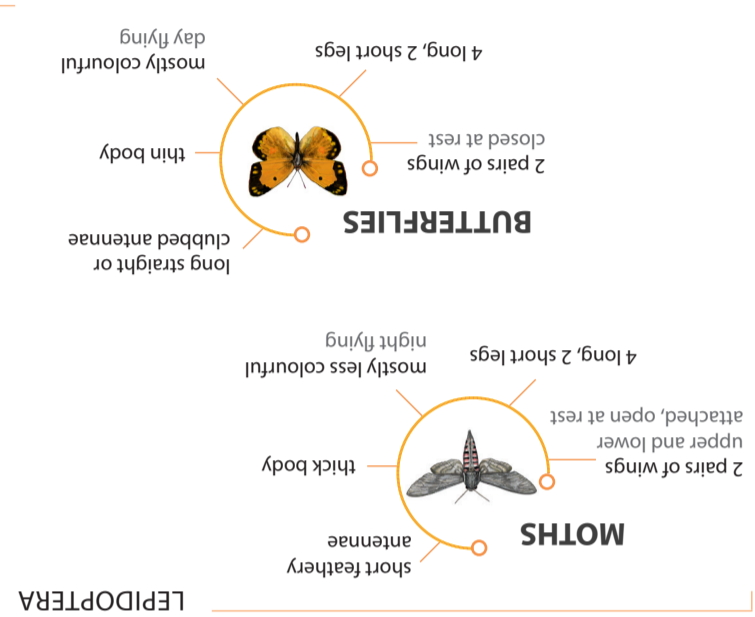 LEPIDOPTERA
MOTHS
short feathery
antennae
2 pairs of wings
upper and lower
attached, open at rest
thick body
4 long, 2 short legs
mostly less colourful
night flying
BUTTERFLIES
long straight or
clubbed antennae
2 pairs of wings
closed at rest
thin body
4 long, 2 short legs
mostly colourful
day flying